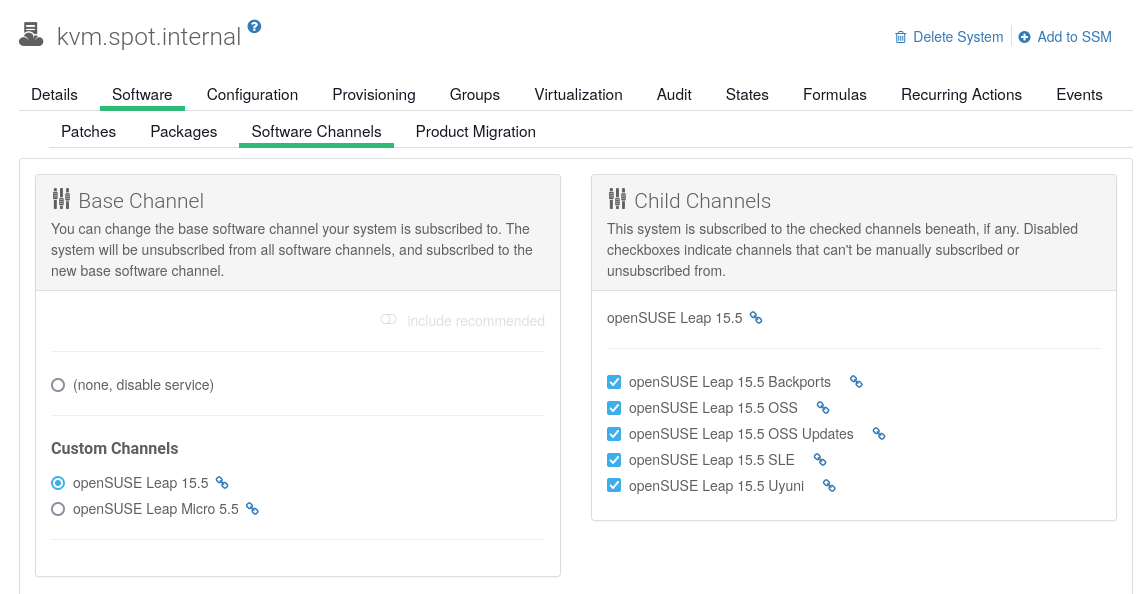 kvm.spot.internal ?
Delete System
Add to SSM
Details Software Configuration Provisioning Groups Virtualization Audit States Formulas Recurring Actions Events
Patches Packages Software Channels Product Migration
Base Channel
You can change the base software channel your system is subscribed to. The
system will be unsubscribed from all software channels, and subscribed to the
new base software channel.
include recommended
(none, disable service)
Custom Channels
openSUSE Leap 15.5
openSUSE Leap Micro 5.5
Child Channels
This system is subscribed to the checked channels beneath, if any. Disabled
checkboxes indicate channels that can't be manually subscribed or
unsubscribed from.
openSUSE Leap 15.5
openSUSE Leap 15.5 Backports
openSUSE Leap 15.5 OSS
openSUSE Leap 15.5 OSS Updates
openSUSE Leap 15.5 SLE
openSUSE Leap 15.5 Uyuni